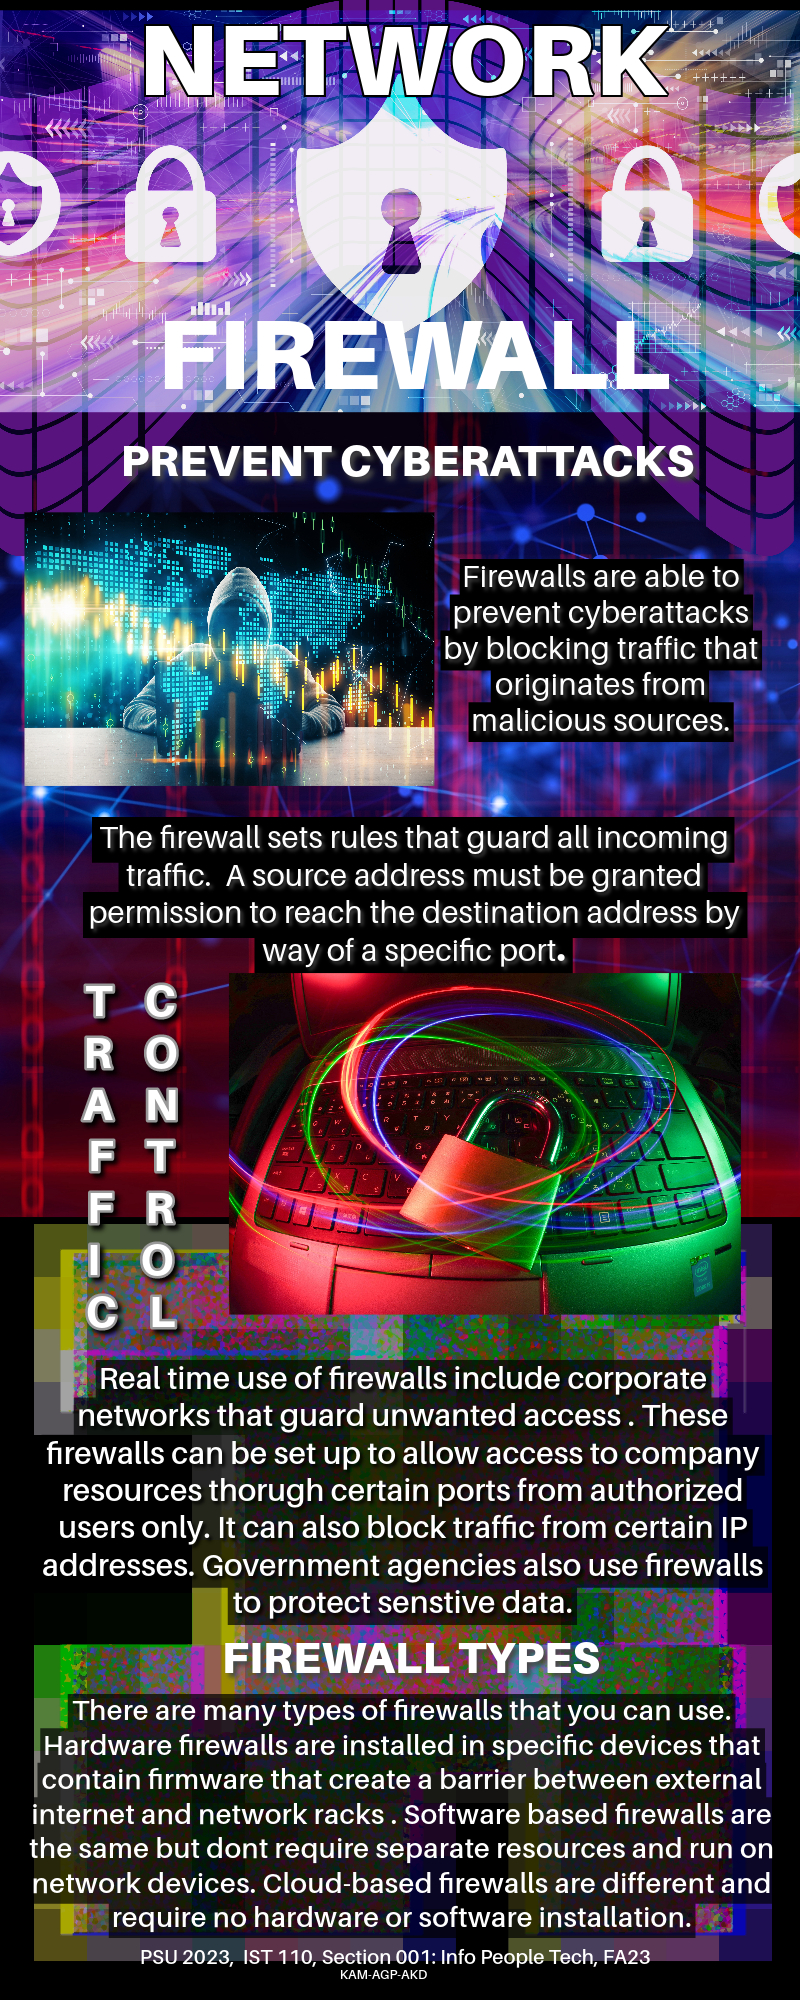 NETWORK
FIREWALL
PREVENT CYBERATTACKS
Firewalls are able to
prevent cyberattacks
by blocking traffic that
originates from
malicious sources.
The firewall sets rules that guard all incoming
traffic.  A source address must be granted
permission to reach the destination address by
way of a specific port.
TRAFFIC
CONTROL
Real time use of firewalls include corporate
networks that guard unwanted access . These
firewalls can be set up to allow access to company
resources thorugh certain ports from authorized
users only. It can also block traffic from certain IP
addresses. Government agencies also use firewalls
to protect senstive data.
FIREWALL TYPES
There are many types of firewalls that you can use.
Hardware firewalls are installed in specific devices that
contain firmware that create a barrier between external
internet and network racks . Software based firewalls are
the same but dont require separate resources and run on
network devices. Cloud-based firewalls are different and
require no hardware or software installation.
PSU 2023,  IST 110, Section 001: Info People Tech, FA23
KAM-AGP-AKD